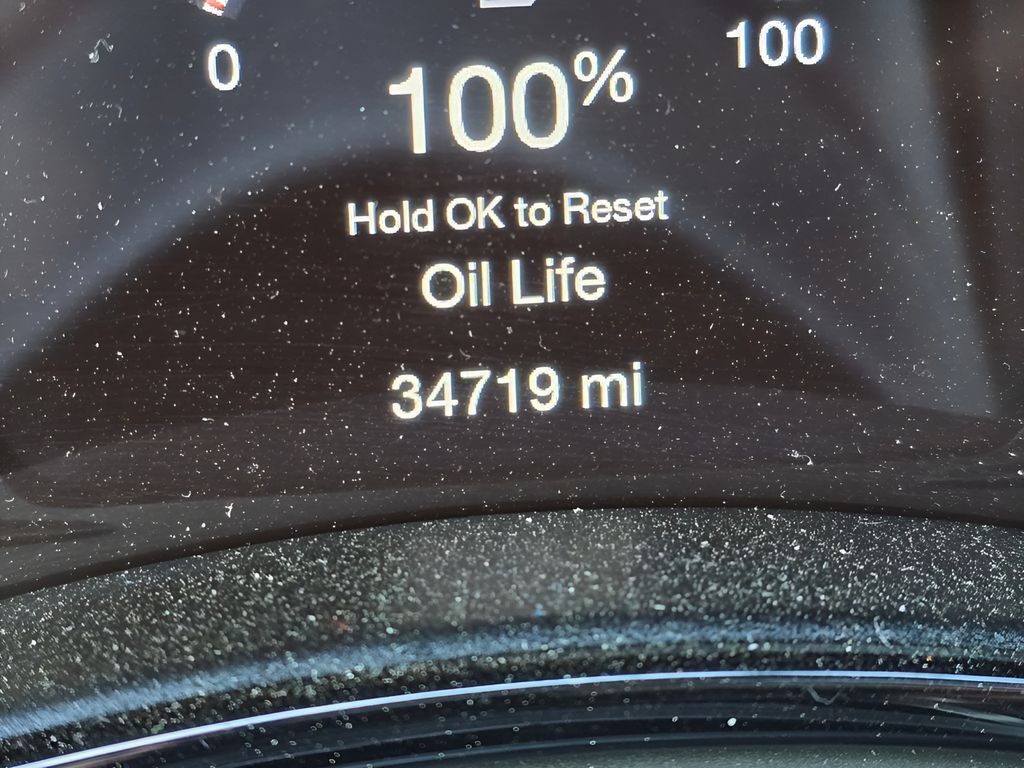 0
100
100%
Hold OK to Reset
Oil Life
34719 mi